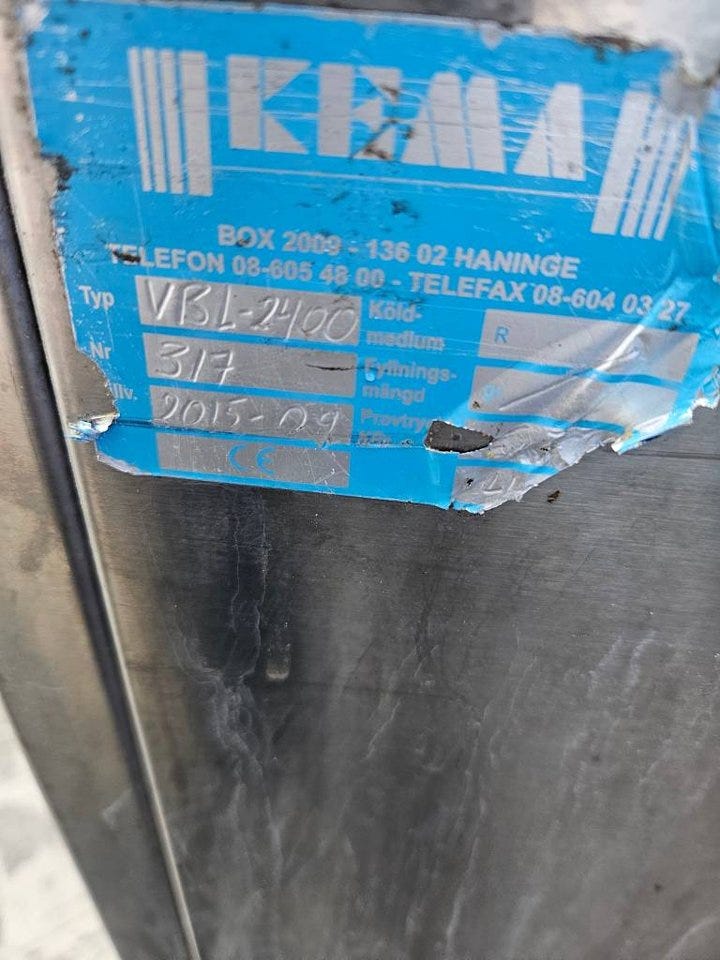 KEMA
BOX 2009 - 136 02 HANINGE
TELEFON 08-605 48 00 - TELEFAX 08-604 03 27
Typ VBL-2400 Köld-
medium R
Nr 317 Fyllnings-
mängd
liv. 2015-09
CE